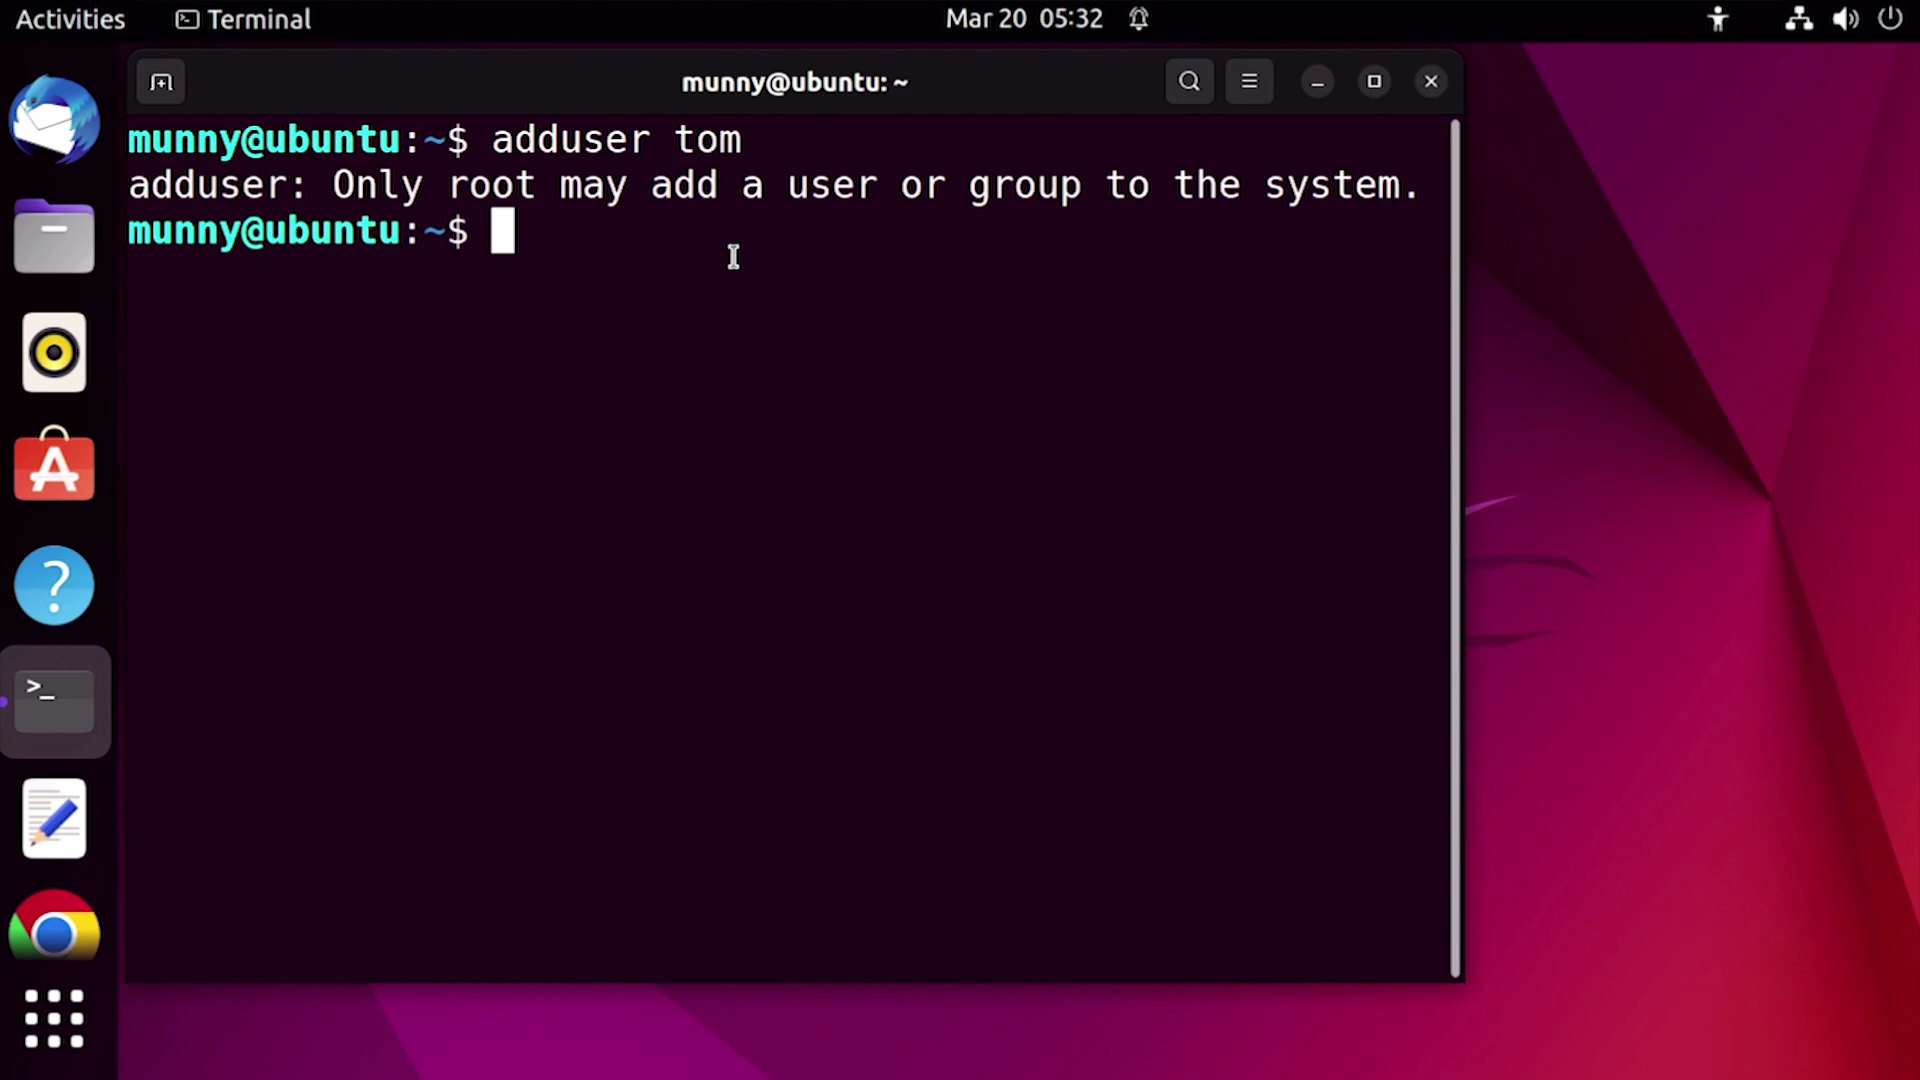 Activities Terminal Mar 20 05:32
munny@ubuntu: ~
munny@ubuntu:~$ adduser tom
adduser: Only root may add a user or group to the system.
munny@ubuntu:~$